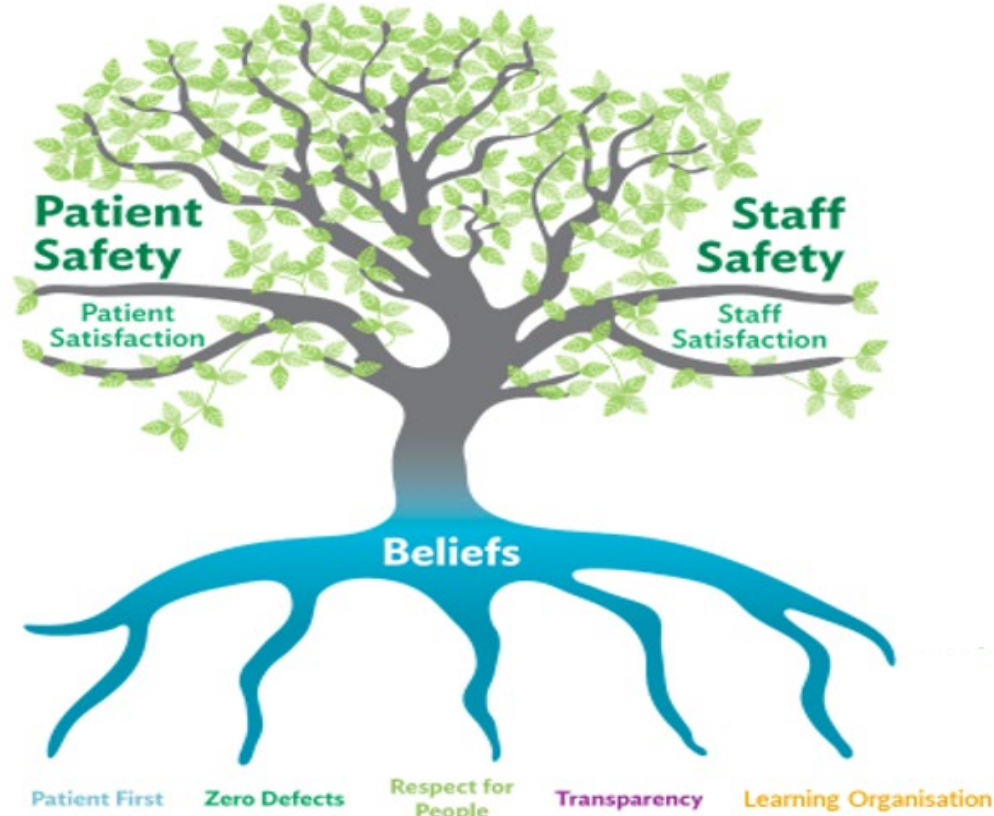 Patient
Safety
Staff
Safety
Patient
Satisfaction
Staff
Satisfaction
Beliefs
Patient First
Zero Defects
Respect for
People
Transparency
Learning Organisation